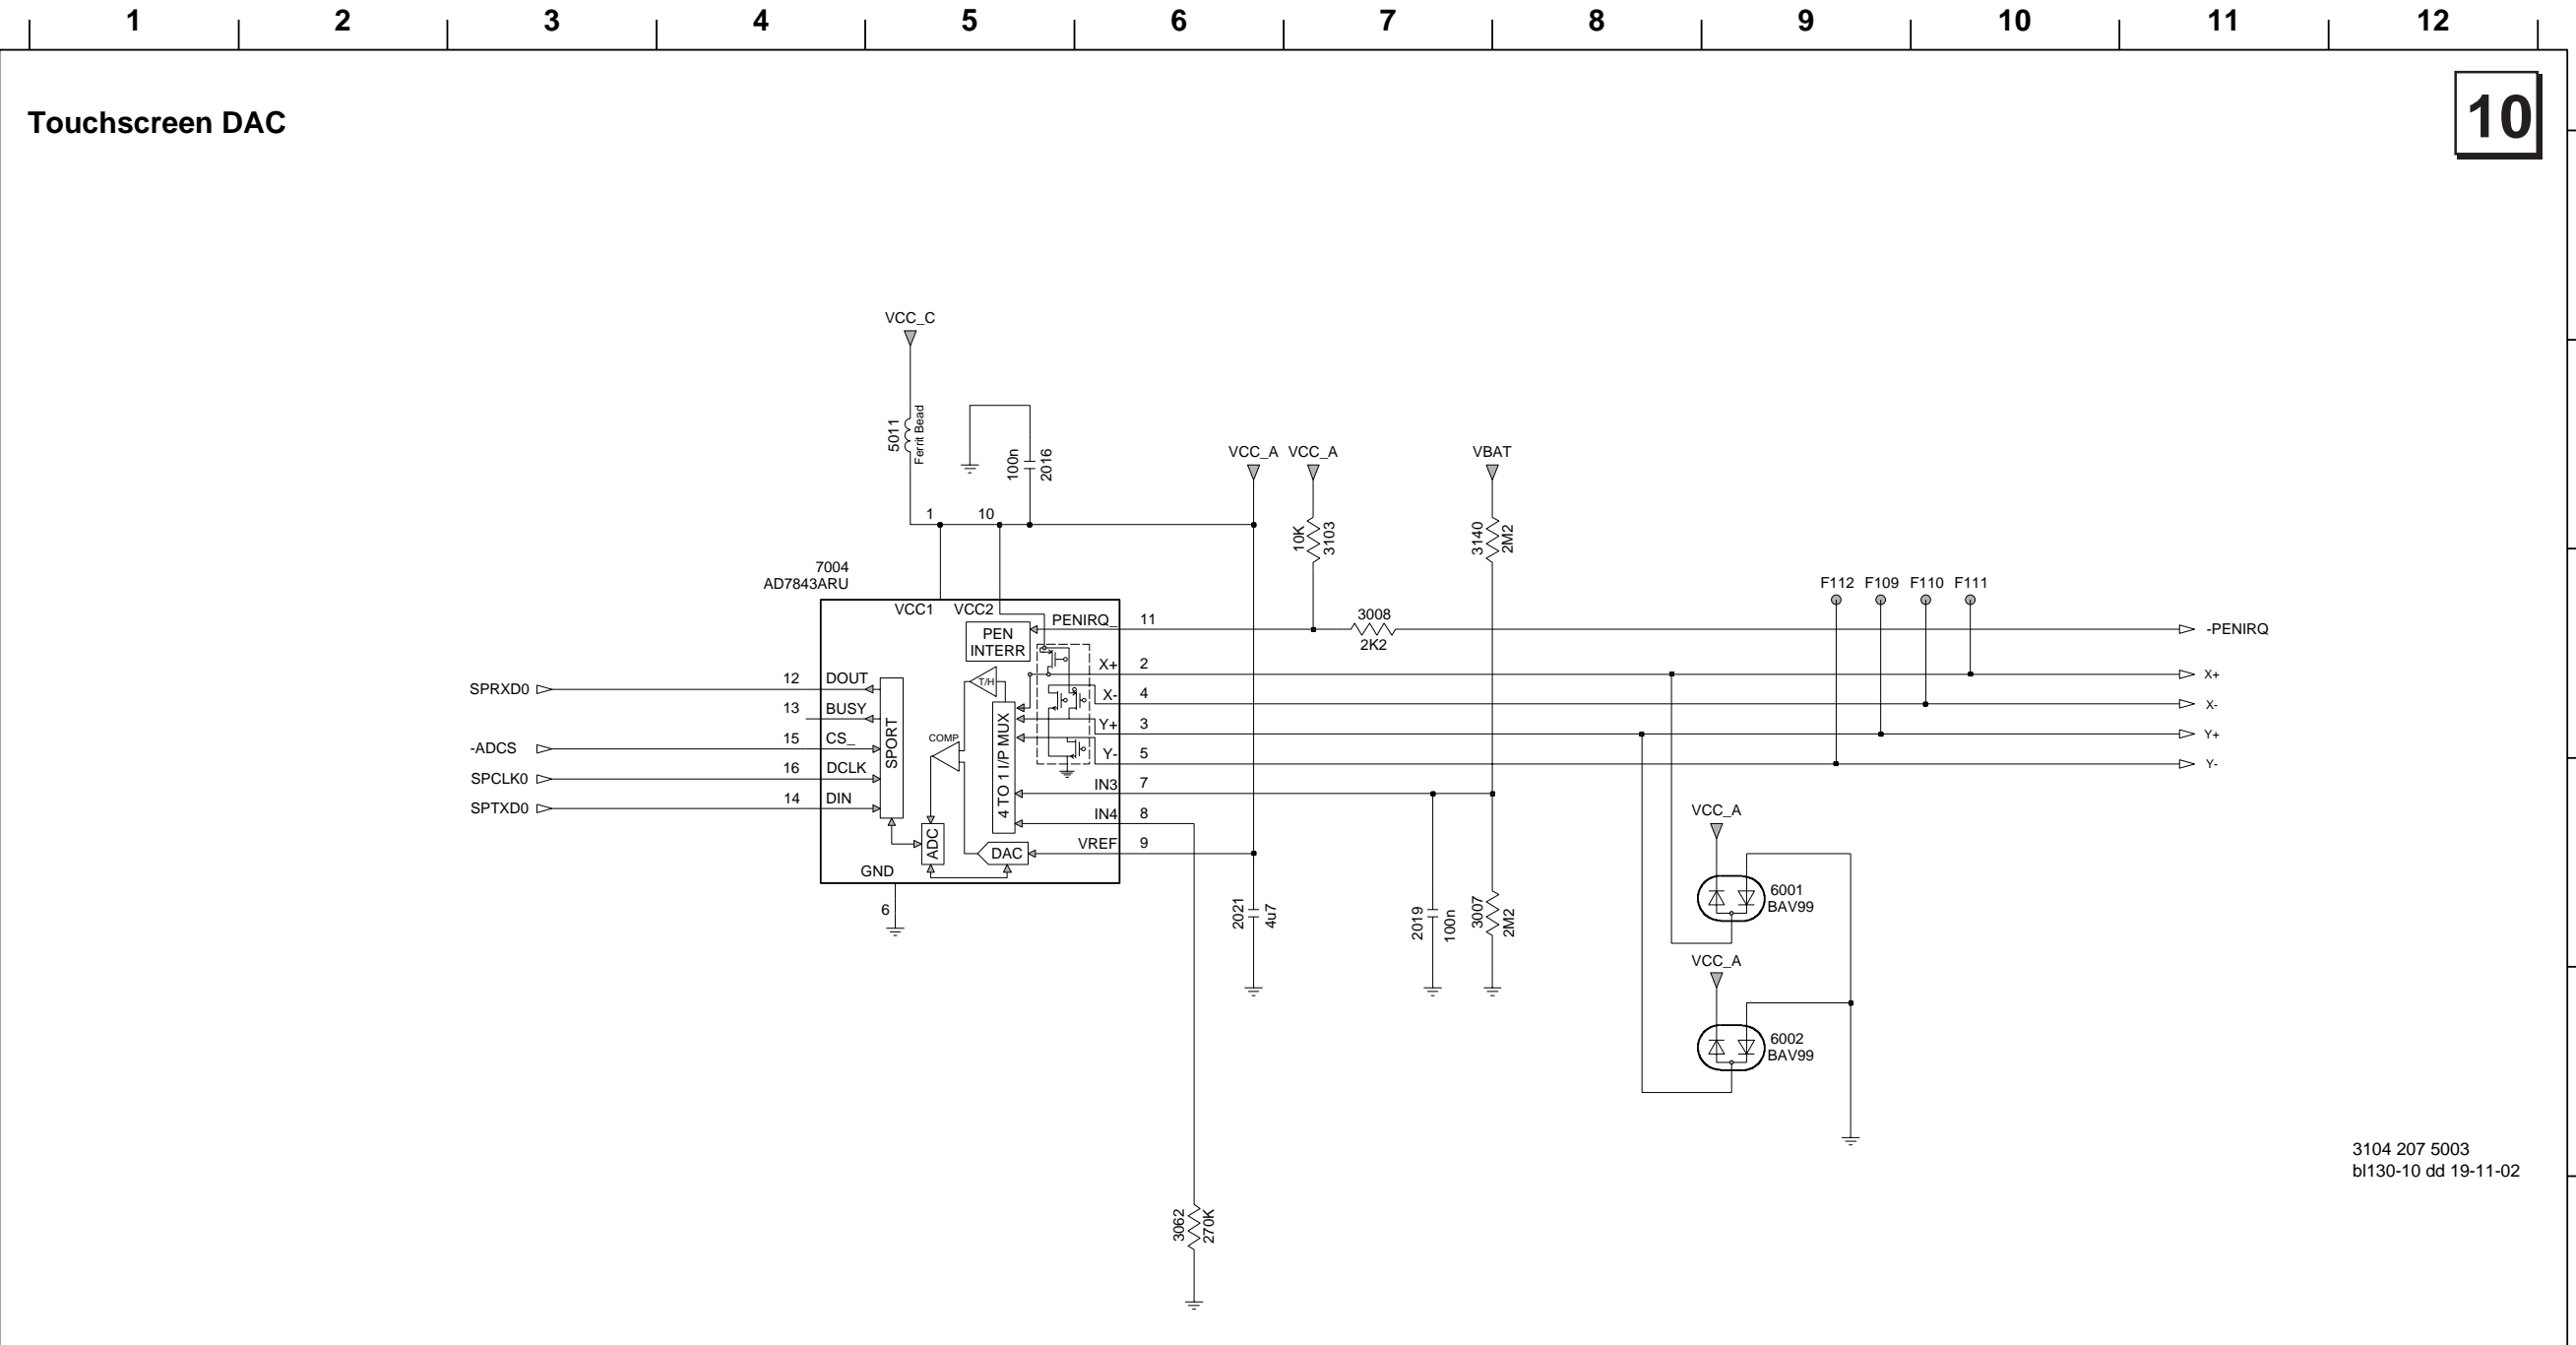 1 2 3 4 5 6 7 8 9 10 11 12
Touchscreen DAC
10
VCC_C
5011
Ferrit Bead
100n
2016
VCC_A VCC_A
VBAT
1 10
10K
3103
3140
2M2
7004
AD7843ARU
VCC1 VCC2
F112 F109 F110 F111
PENIRQ_ 11
3008
2K2
-PENIRQ
PEN
INTERR
X+ 2
X+
T/H
SPRXD0 12 DOUT
X- 4
X-
13 BUSY
Y+ 3
Y+
-ADCS 15 CS_
COMP
Y- 5
Y-
SPCLK0 16 DCLK
SPORT
4 TO 1 I/P MUX
IN3 7
SPTXD0 14 DIN
IN4 8
VCC_A
ADC
DAC
VREF 9
GND
6
2021
4u7
2019
100n
3007
2M2
6001
BAV99
VCC_A
6002
BAV99
3104 207 5003
bl130-10 dd 19-11-02
3062
270K